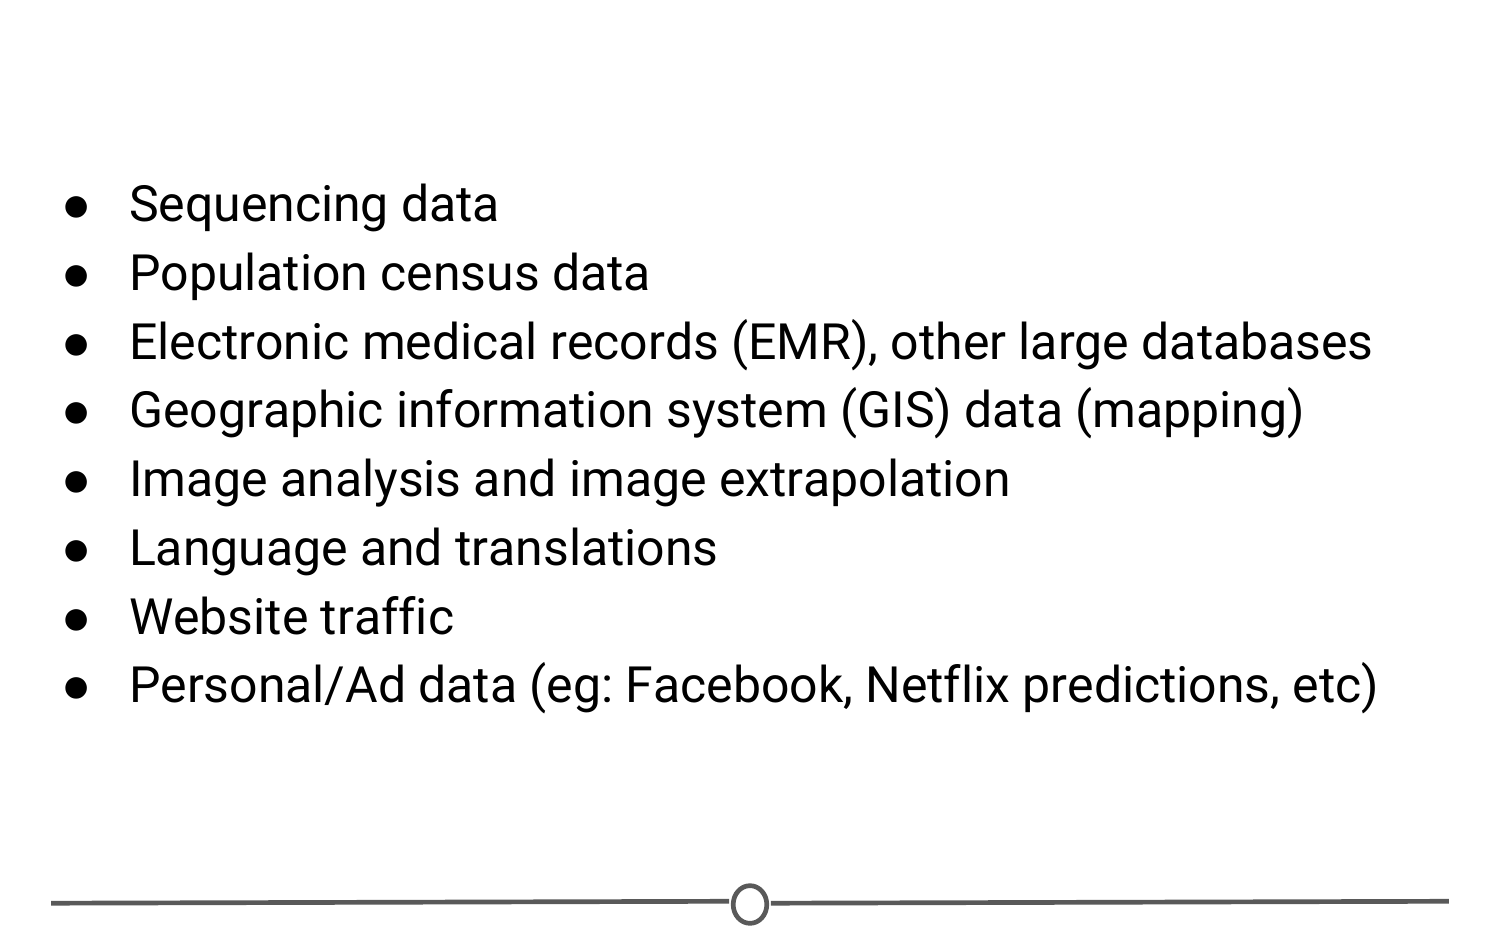 ● Sequencing data
● Population census data
● Electronic medical records (EMR), other large databases
● Geographic information system (GIS) data (mapping)
● Image analysis and image extrapolation
● Language and translations
● Website traffic
● Personal/Ad data (eg: Facebook, Netflix predictions, etc)